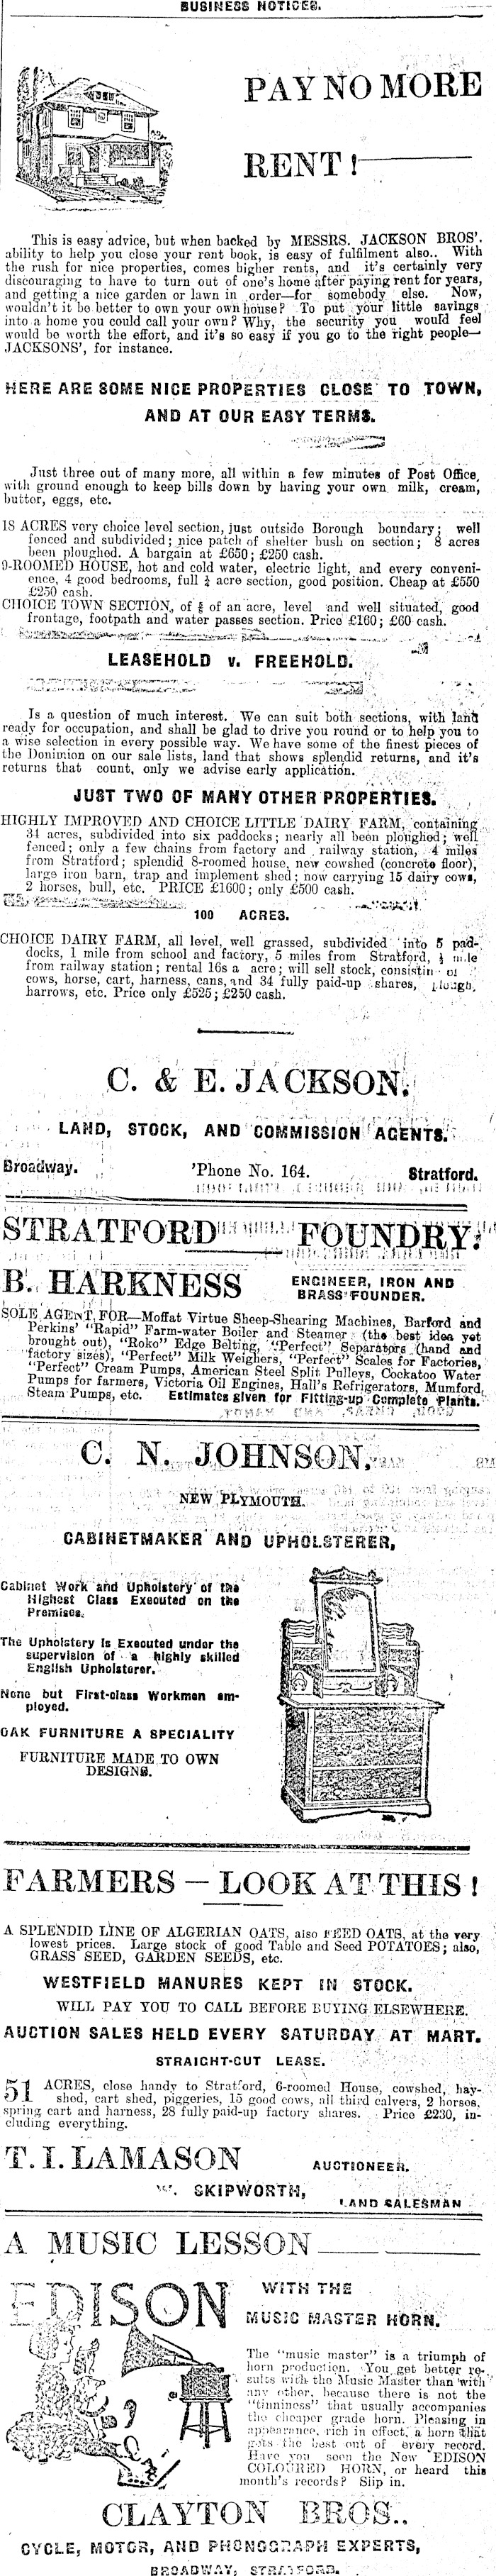 BUSINESS NOTICES.
PAY NO MORE
RENT!
This is easy advice, but when backed by MESSRS. JACKSON BROS'.
ability to help you close your rent book, is easy of fulfilment also.. With
the rush for nice properties, comes higher rents, and it's certainly very
discouraging to have to turn out of one's home after paying rent for years,
and getting a nice garden or lawn in order—for somebody else. Now,
wouldn't it be better to own your own house? To put your little savings
into a home you could call your own? Why, the security you would feel
would be worth the effort, and it's so easy if you go to the right people—
JACKSONS', for instance.
HERE ARE SOME NICE PROPERTIES CLOSE TO TOWN,
AND AT OUR EASY TERMS.
Just three out of many more, all within a few minutes of Post Office,
with ground enough to keep bills down by having your own milk, cream,
butter, eggs, etc.
18 ACRES very choice level section, just outside Borough boundary; well
fenced and subdivided; nice patch of shelter bush on section; 8 acres
been ploughed. A bargain at £650; £250 cash.
9-ROOMED HOUSE, hot and cold water, electric light, and every conveni-
ence, 4 good bedrooms, full ¼ acre section, good position. Cheap at £550
£250 cash.
CHOICE TOWN SECTION, of of an acre, level and well situated, good
frontage, footpath and water passes section. Price £160; £60 cash.
LEASEHOLD v. FREEHOLD.
Is a question of much interest. We can suit both sections, with land
ready for occupation, and shall be glad to drive you round or to help you to
a wise selection in every possible way. We have some of the finest pieces of
the Dominion on our sale lists, land that shows splendid returns, and it's
returns that count, only we advise early application.
JUST TWO OF MANY OTHER PROPERTIES.
HIGHLY IMPROVED AND CHOICE LITTLE DAIRY FARM, containing
34 acres, subdivided into six paddocks; nearly all been ploughed; well
fenced; only a few chains from factory and railway station, 4 miles
from Stratford; splendid 8-roomed house, new cowshed (concrete floor),
large iron barn, trap and implement shed; now carrying 15 dairy cows,
2 horses, bull, etc. PRICE £1600; only £500 cash.
100 ACRES.
CHOICE DAIRY FARM, all level, well grassed, subdivided into 5 pad-
docks, 1 mile from school and factory, 5 miles from Stratford, ½ mile
from railway station; rental 16s a acre; will sell stock, consistin of
cows, horse, cart, harness, cans, and 34 fully paid-up shares, plough,
harrows, etc. Price only £525; £250 cash.
C. & E. JACKSON.
LAND, STOCK, AND COMMISSION AGENTS.
Broadway. 'Phone No. 164. Stratford.
STRATFORD FOUNDRY.
B. HARKNESS ENGINEER, IRON AND
BRASS FOUNDER.
SOLE AGENT FOR—Moffat Virtue Sheep-Shearing Machines, Barford and
Perkins' "Rapid" Farm-water Boiler and Steamer (the best idea yet
brought out), "Roko" Edge Belting, "Perfect" Separators (hand and
factory sizes), "Perfect" Milk Weighers, "Perfect" Scales for Factories,
"Perfect" Cream Pumps, American Steel Split Pulleys, Cockatoo Water
Pumps for farmers, Victoria Oil Engines, Hall's Refrigerators, Mumford
Steam Pumps, etc. Estimates given for Fitting-up Complete Plants.
C. N. JOHNSON,
NEW PLYMOUTH.
CABINETMAKER AND UPHOLSTERER,
Cabinet Work and Upholstery of the
Highest Class Executed on the
Premises.
The Upholstery is Executed under the
supervision of a highly skilled
English Upholsterer.
None but First-class Workmen em-
ployed.
OAK FURNITURE A SPECIALITY
FURNITURE MADE TO OWN
DESIGNS.
FARMERS — LOOK AT THIS!
A SPLENDID LINE OF ALGERIAN OATS, also FEED OATS, at the very
lowest prices. Large stock of good Table and Seed POTATOES; also,
GRASS SEED, GARDEN SEEDS, etc.
WESTFIELD MANURES KEPT IN STOCK.
WILL PAY YOU TO CALL BEFORE BUYING ELSEWHERE.
AUCTION SALES HELD EVERY SATURDAY AT MART.
STRAIGHT-OUT LEASE.
51 ACRES, close handy to Stratford, 6-roomed House, cowshed, hay-
shed, cart shed, piggeries, 15 good cows, all third calvers, 2 horses,
spring cart and harness, 28 fully paid-up factory shares. Price £230, in-
cluding everything.
T. I. LAMASON AUCTIONEER.
W. SKIPWORTH,
LAND SALESMAN
A MUSIC LESSON
EDISON WITH THE
MUSIC MASTER HORN.
The "music master" is a triumph of
horn production. You get better re-
sults with the Music Master than with
any other, because there is not the
"tinniness" that usually accompanies
the cheaper grade horn. Pleasing in
appearance, rich in effect, a horn that
gets the best out of every record.
Have you seen the New EDISON
COLOURED HORN, or heard this
month's records? Slip in.
CLAYTON BROS.,
CYCLE, MOTOR, AND PHONOGRAPH EXPERTS,
BROADWAY, STRATFORD.